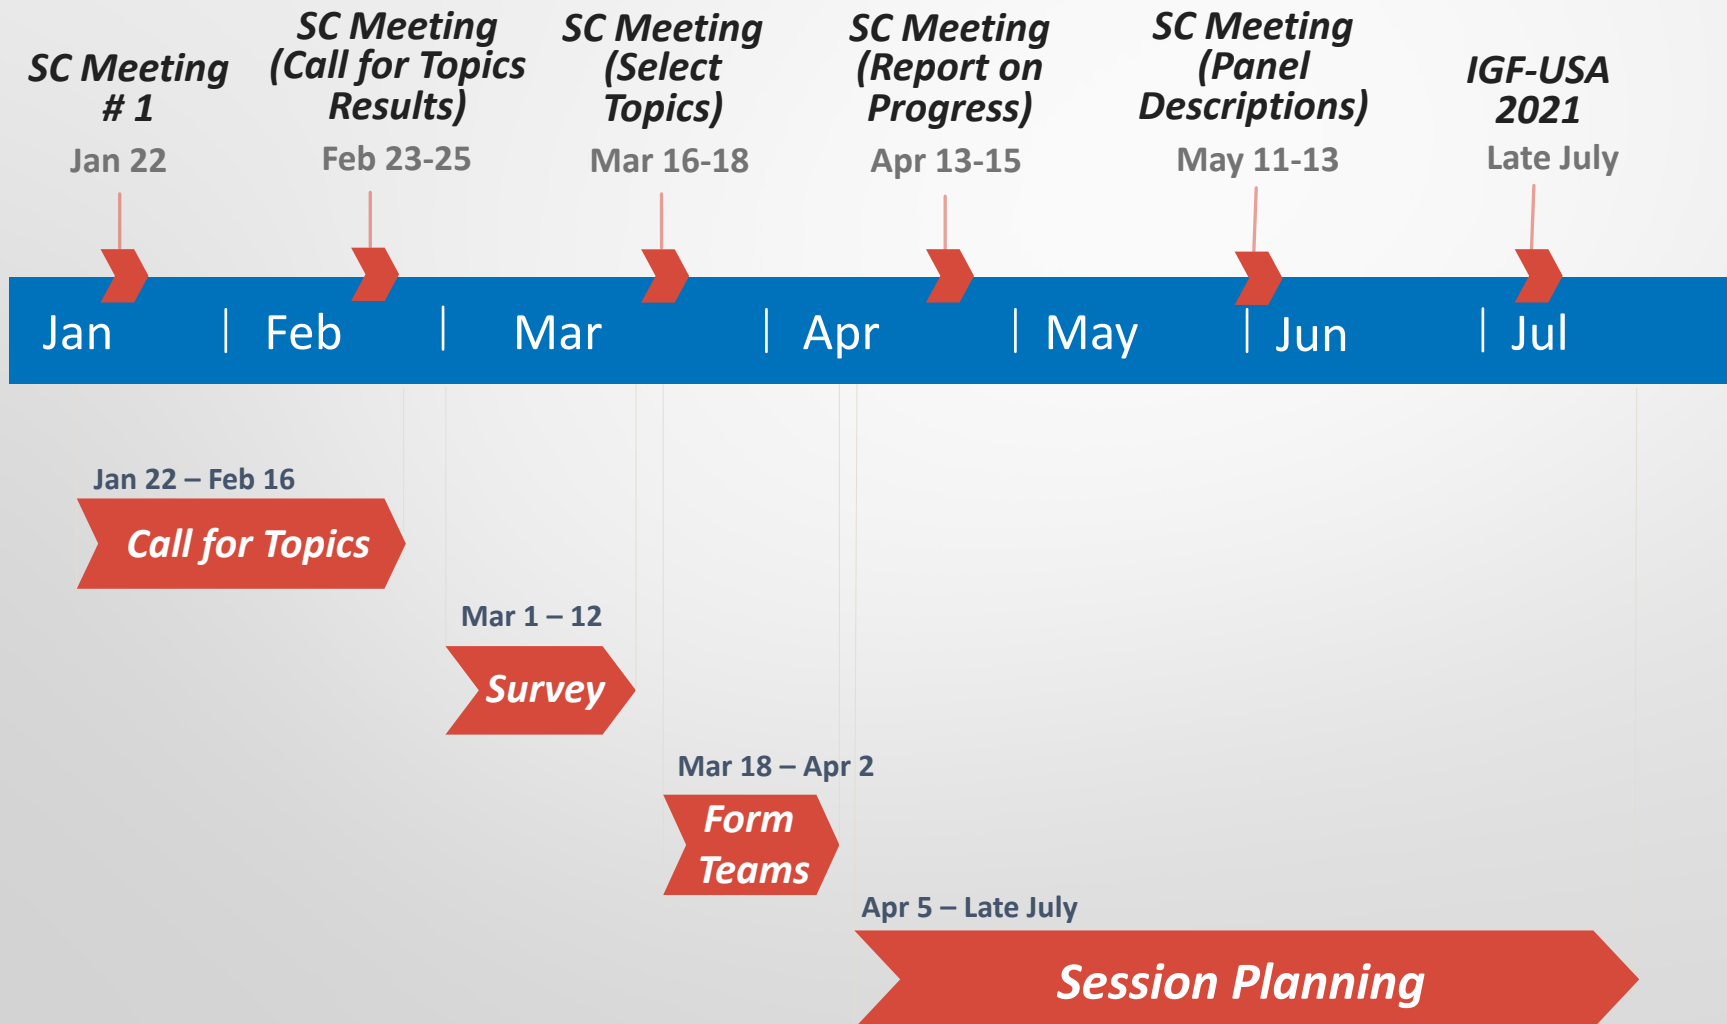 SC Meeting
# 1
Jan 22
SC Meeting
(Call for Topics
Results)
Feb 23-25
SC Meeting
(Select
Topics)
Mar 16-18
SC Meeting
(Report on
Progress)
Apr 13-15
SC Meeting
(Panel
Descriptions)
May 11-13
IGF-USA
2021
Late July
Jan
Feb
Mar
Apr
May
Jun
Jul
Jan 22 – Feb 16
Call for Topics
Mar 1 – 12
Survey
Mar 18 – Apr 2
Form
Teams
Apr 5 – Late July
Session Planning